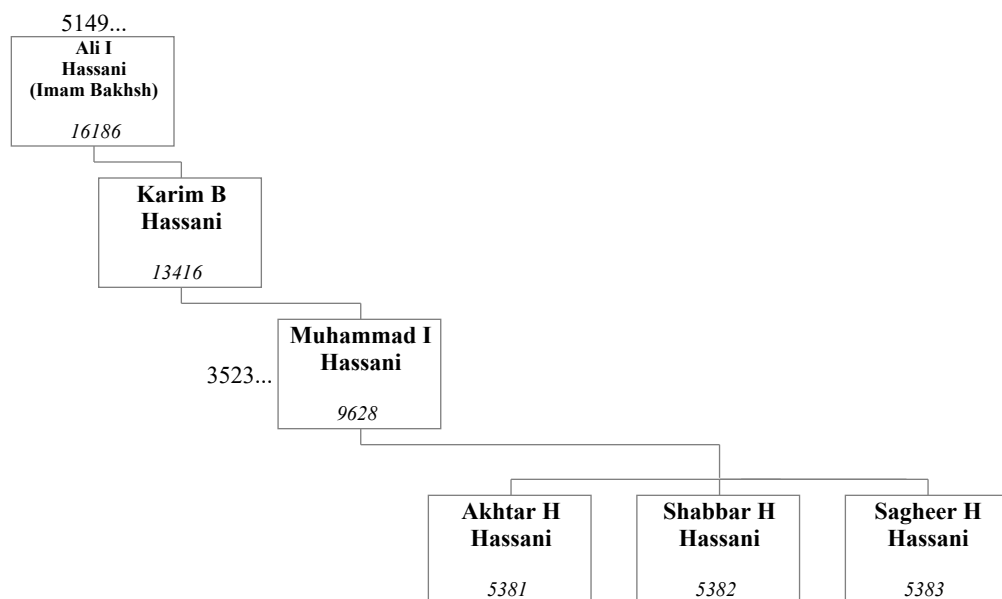 5149...
Ali I
Hassani
(Imam Bakhsh)
16186
Karim B
Hassani
13416
Muhammad I
Hassani
3523...
9628
Akhtar H
Hassani
5381
Shabbar H
Hassani
5382
Sagheer H
Hassani
5383